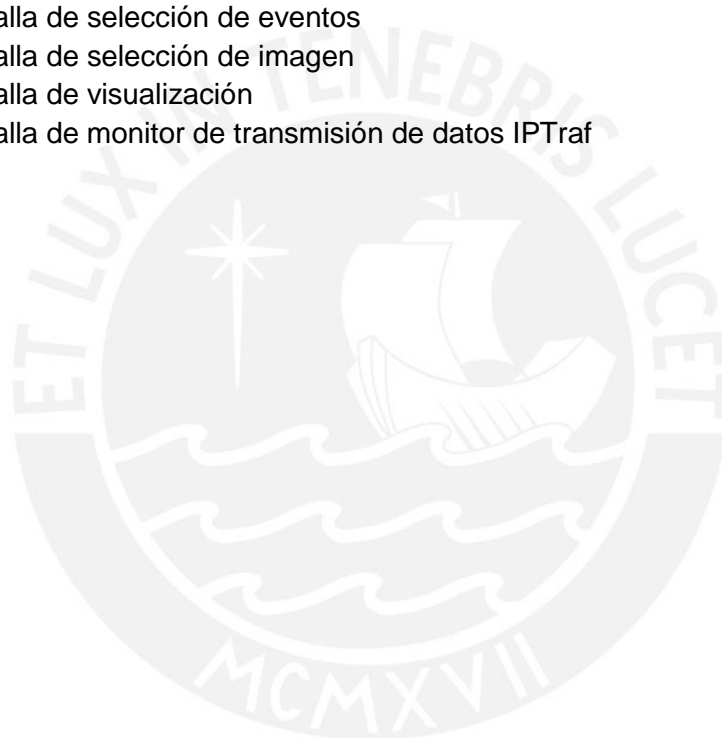 alla de selección de eventos
alla de selección de imagen
alla de visualización
alla de monitor de transmisión de datos IPTraf
ET LUX IN TENEBRIS LUCET
MCMXVII